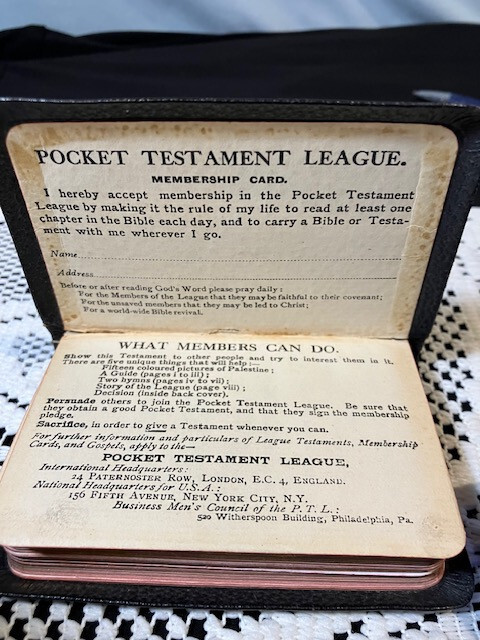 POCKET TESTAMENT LEAGUE.
MEMBERSHIP CARD.
I hereby accept membership in the Pocket Testament
League by making it the rule of my life to read at least one
chapter in the Bible each day, and to carry a Bible or Testa-
ment with me wherever I go.
Name
Address
Before or after reading God's Word please pray daily:
For the Members of the League that they may be faithful to their covenant;
For the unsaved members that they may be led to Christ;
For a world-wide Bible revival.
WHAT MEMBERS CAN DO.
Show this Testament to other people and try to interest them in it.
There are five unique things that will help:—
Fifteen coloured pictures of Palestine;
A Guide (pages i to iii);
Two hymns (pages iv to vii);
Story of the League (page viii);
Decision (inside back cover).
Persuade others to join the Pocket Testament League. Be sure that
they obtain a good Pocket Testament, and that they sign the membership
pledge.
Sacrifice, in order to give a Testament whenever you can.
For further information and particulars of League Testaments, Membership
Cards, and Gospels, apply to the—
POCKET TESTAMENT LEAGUE,
International Headquarters:
24 PATERNOSTER ROW, LONDON, E.C. 4, ENGLAND.
National Headquarters for U.S.A.:
156 FIFTH AVENUE, NEW YORK CITY, N.Y.
Business Men's Council of the P.T.L.:
520 Witherspoon Building, Philadelphia, Pa.